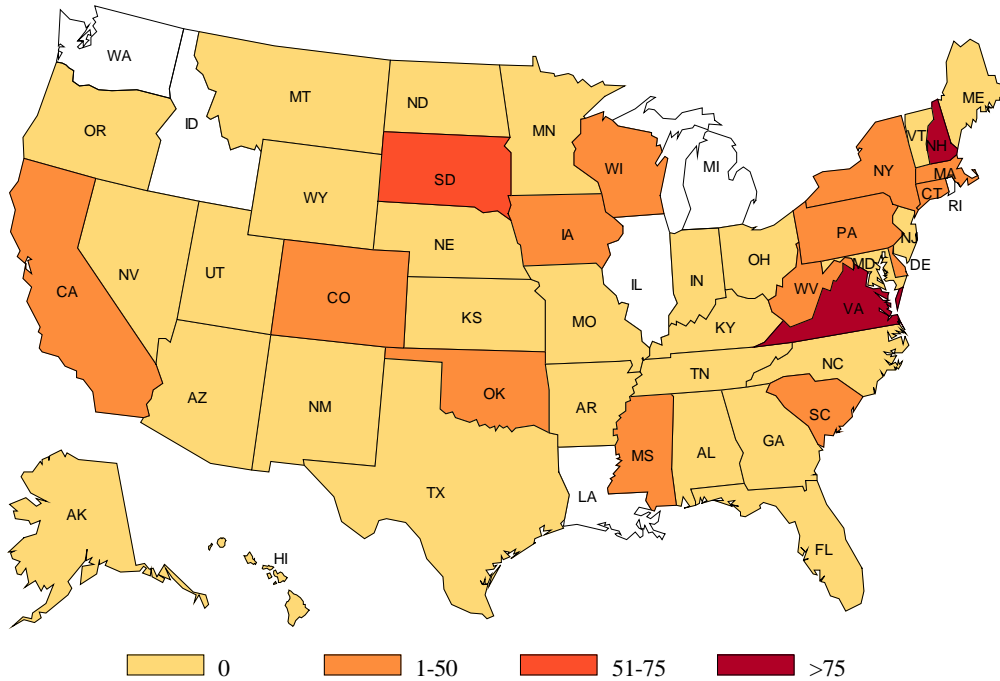 WA
MT
ND
MN
ME
OR
ID
VT
NH
SD
WI
MI
NY
MA
CT
RI
WY
IA
PA
NE
NJ
NV
UT
IL
IN
OH
MD
DE
CA
CO
WV
VA
KS
MO
KY
NC
TN
AZ
NM
OK
AR
SC
GA
MS
AL
TX
LA
AK
HI
FL
0 1-50 51-75 >75